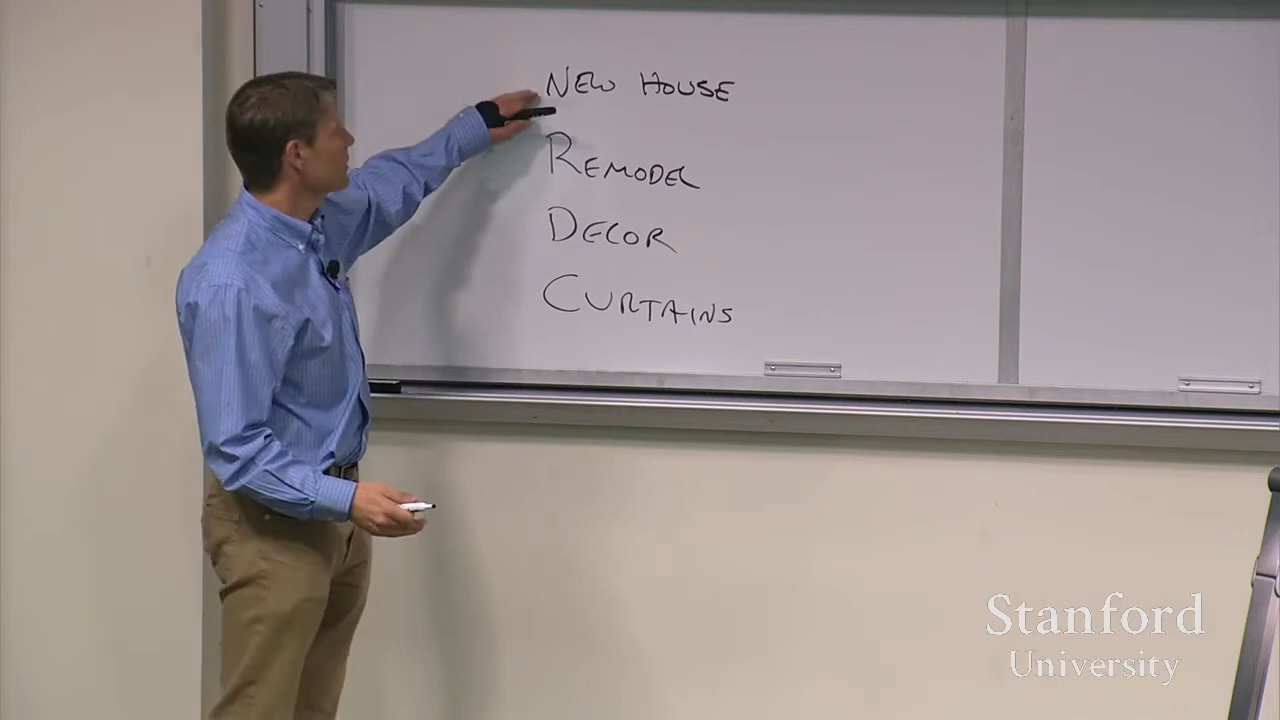 NEW HOUSE
REMODEL
DECOR
CURTAINS
Stanford
University